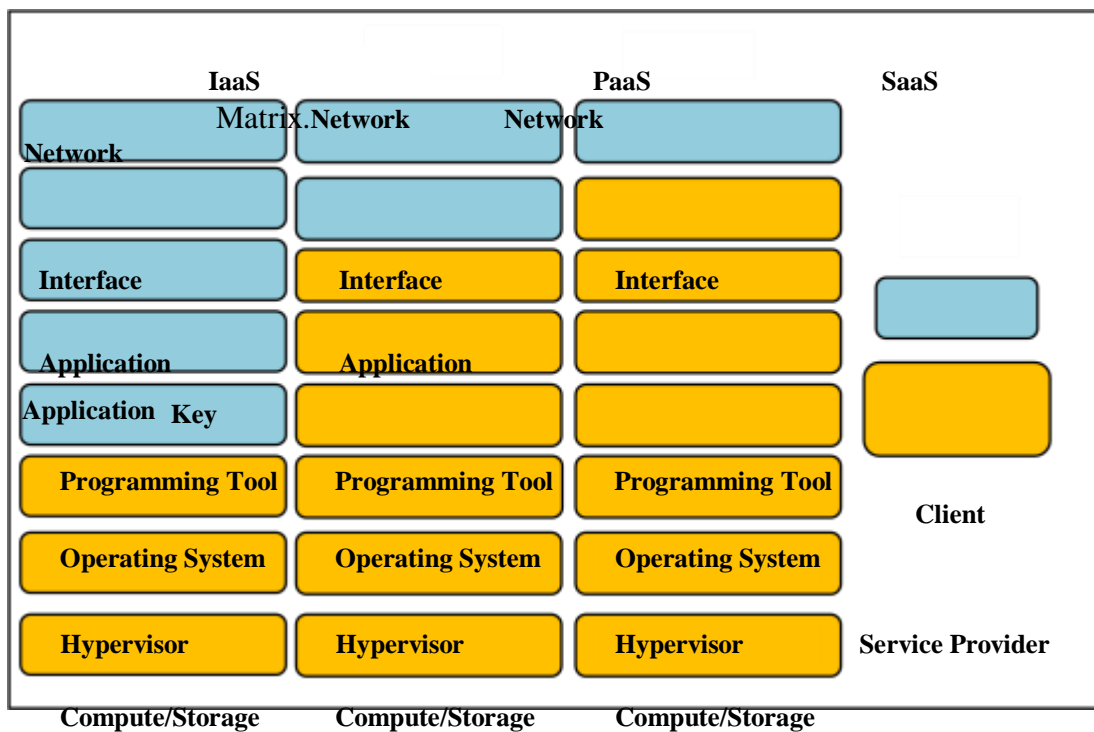 IaaS PaaS SaaS
Matrix. Network Network
Network
Interface Interface Interface
Application Application
Application Key
Programming Tool Programming Tool Programming Tool
Client
Operating System Operating System Operating System
Hypervisor Hypervisor Hypervisor Service Provider
Compute/Storage Compute/Storage Compute/Storage